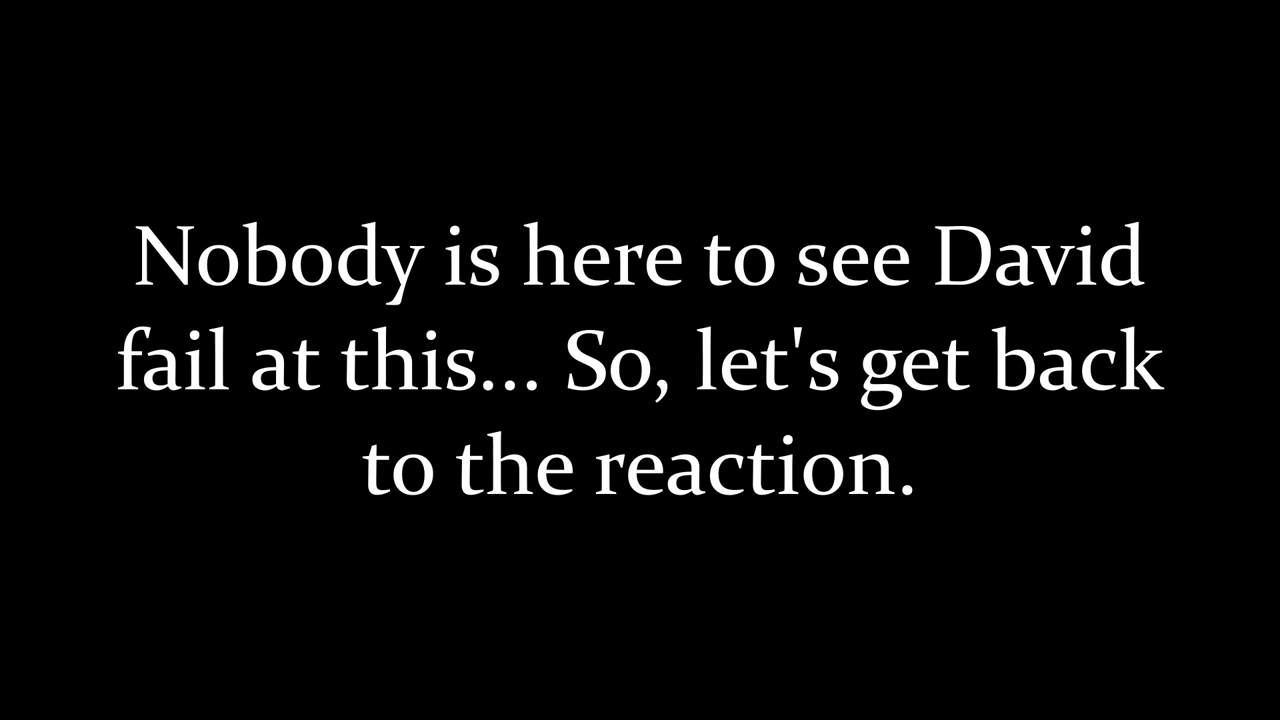 Nobody is here to see David
fail at this... So, let's get back
to the reaction.